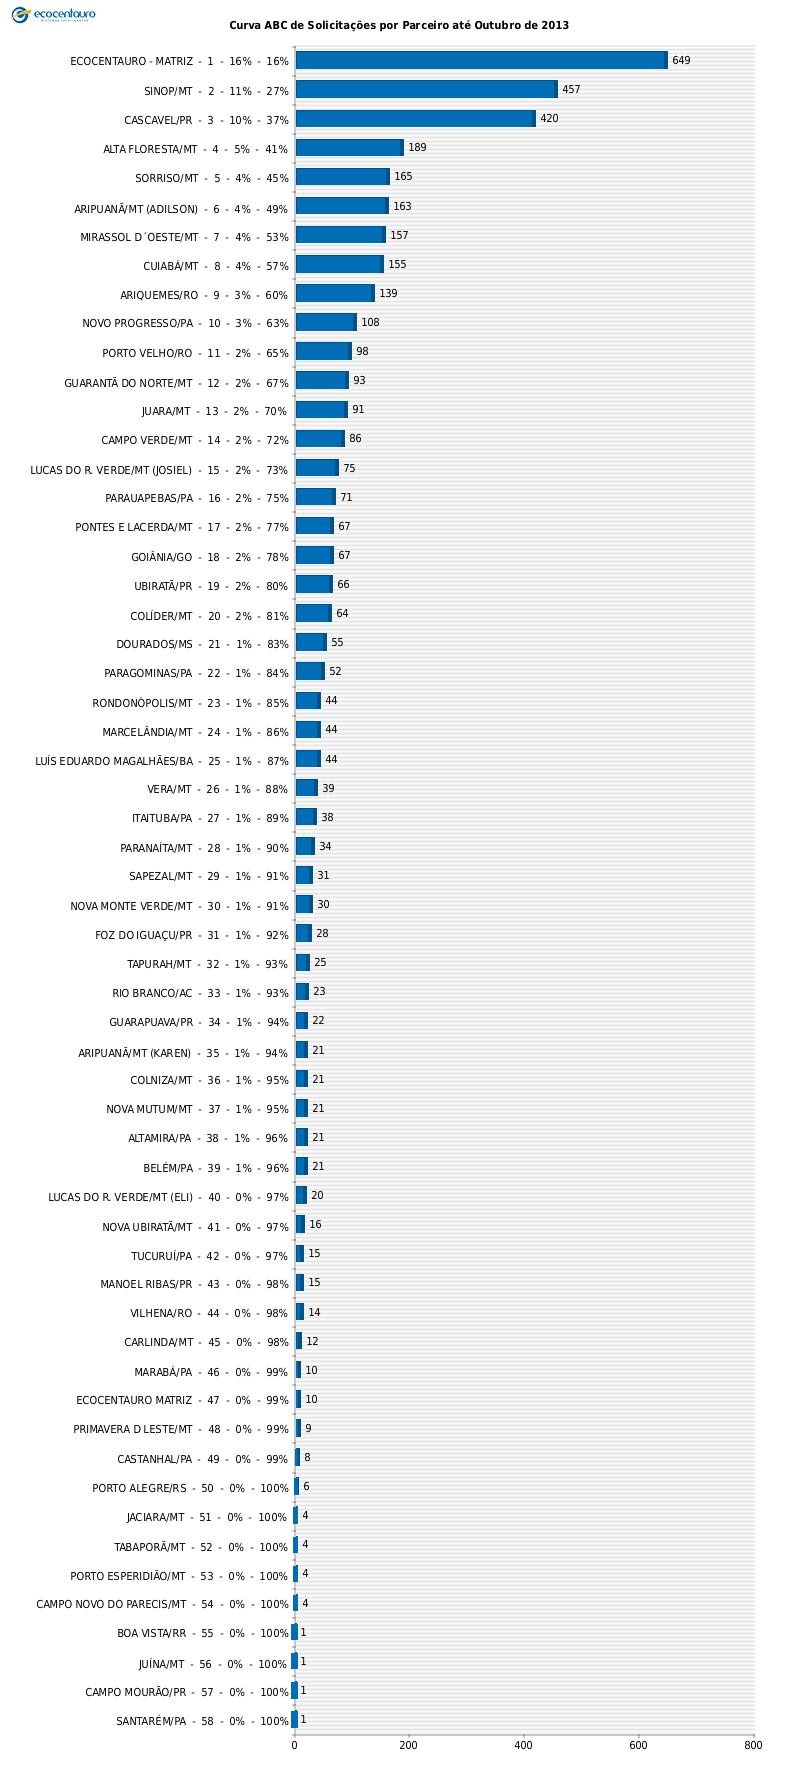 ecocentauro
Curva ABC de Solicitações por Parceiro até Outubro de 2013
ECOCENTAURO - MATRIZ - 1 - 16% - 16% 649
SINOP/MT - 2 - 11% - 27% 457
CASCAVEL/PR - 3 - 10% - 37% 420
ALTA FLORESTA/MT - 4 - 5% - 41% 189
SORRISO/MT - 5 - 4% - 45% 165
ARIPUANÃ/MT (ADILSON) - 6 - 4% - 49% 163
MIRASSOL D´OESTE/MT - 7 - 4% - 53% 157
CUIABÁ/MT - 8 - 4% - 57% 155
ARIQUEMES/RO - 9 - 3% - 60% 139
NOVO PROGRESSO/PA - 10 - 3% - 63% 108
PORTO VELHO/RO - 11 - 2% - 65% 98
GUARANTÃ DO NORTE/MT - 12 - 2% - 67% 93
JUARA/MT - 13 - 2% - 70% 91
CAMPO VERDE/MT - 14 - 2% - 72% 86
LUCAS DO R. VERDE/MT (JOSIEL) - 15 - 2% - 73% 75
PARAUAPEBAS/PA - 16 - 2% - 75% 71
PONTES E LACERDA/MT - 17 - 2% - 77% 67
GOIÂNIA/GO - 18 - 2% - 78% 67
UBIRATÃ/PR - 19 - 2% - 80% 66
COLÍDER/MT - 20 - 2% - 81% 64
DOURADOS/MS - 21 - 1% - 83% 55
PARAGOMINAS/PA - 22 - 1% - 84% 52
RONDONÓPOLIS/MT - 23 - 1% - 85% 44
MARCELÂNDIA/MT - 24 - 1% - 86% 44
LUÍS EDUARDO MAGALHÃES/BA - 25 - 1% - 87% 44
VERA/MT - 26 - 1% - 88% 39
ITAITUBA/PA - 27 - 1% - 89% 38
PARANAÍTA/MT - 28 - 1% - 90% 34
SAPEZAL/MT - 29 - 1% - 91% 31
NOVA MONTE VERDE/MT - 30 - 1% - 91% 30
FOZ DO IGUAÇU/PR - 31 - 1% - 92% 28
TAPURAH/MT - 32 - 1% - 93% 25
RIO BRANCO/AC - 33 - 1% - 93% 23
GUARAPUAVA/PR - 34 - 1% - 94% 22
ARIPUANÃ/MT (KAREN) - 35 - 1% - 94% 21
COLNIZA/MT - 36 - 1% - 95% 21
NOVA MUTUM/MT - 37 - 1% - 95% 21
ALTAMIRA/PA - 38 - 1% - 96% 21
BELÉM/PA - 39 - 1% - 96% 21
LUCAS DO R. VERDE/MT (ELI) - 40 - 0% - 97% 20
NOVA UBIRATÃ/MT - 41 - 0% - 97% 16
TUCURUÍ/PA - 42 - 0% - 97% 15
MANOEL RIBAS/PR - 43 - 0% - 98% 15
VILHENA/RO - 44 - 0% - 98% 14
CARLINDA/MT - 45 - 0% - 98% 12
MARABÁ/PA - 46 - 0% - 99% 10
ECOCENTAURO MATRIZ - 47 - 0% - 99% 10
PRIMAVERA D LESTE/MT - 48 - 0% - 99% 9
CASTANHAL/PA - 49 - 0% - 99% 8
PORTO ALEGRE/RS - 50 - 0% - 100% 6
JACIARA/MT - 51 - 0% - 100% 4
TABAPORÃ/MT - 52 - 0% - 100% 4
PORTO ESPERIDIÃO/MT - 53 - 0% - 100% 4
CAMPO NOVO DO PARECIS/MT - 54 - 0% - 100% 4
BOA VISTA/RR - 55 - 0% - 100% 1
JUÍNA/MT - 56 - 0% - 100% 1
CAMPO MOURÃO/PR - 57 - 0% - 100% 1
SANTARÉM/PA - 58 - 0% - 100% 1
0 200 400 600 800